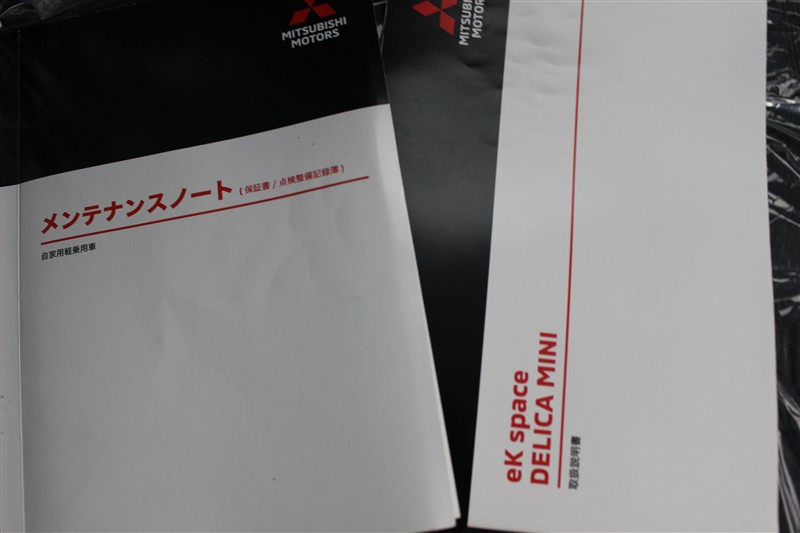 MITSUBISHI
MOTORS
メンテナンスノート (保証書 / 点検整備記録簿)
自家用軽乗用車
MITSUBISHI
MOTORS
eK space
DELICA MINI
取扱説明書